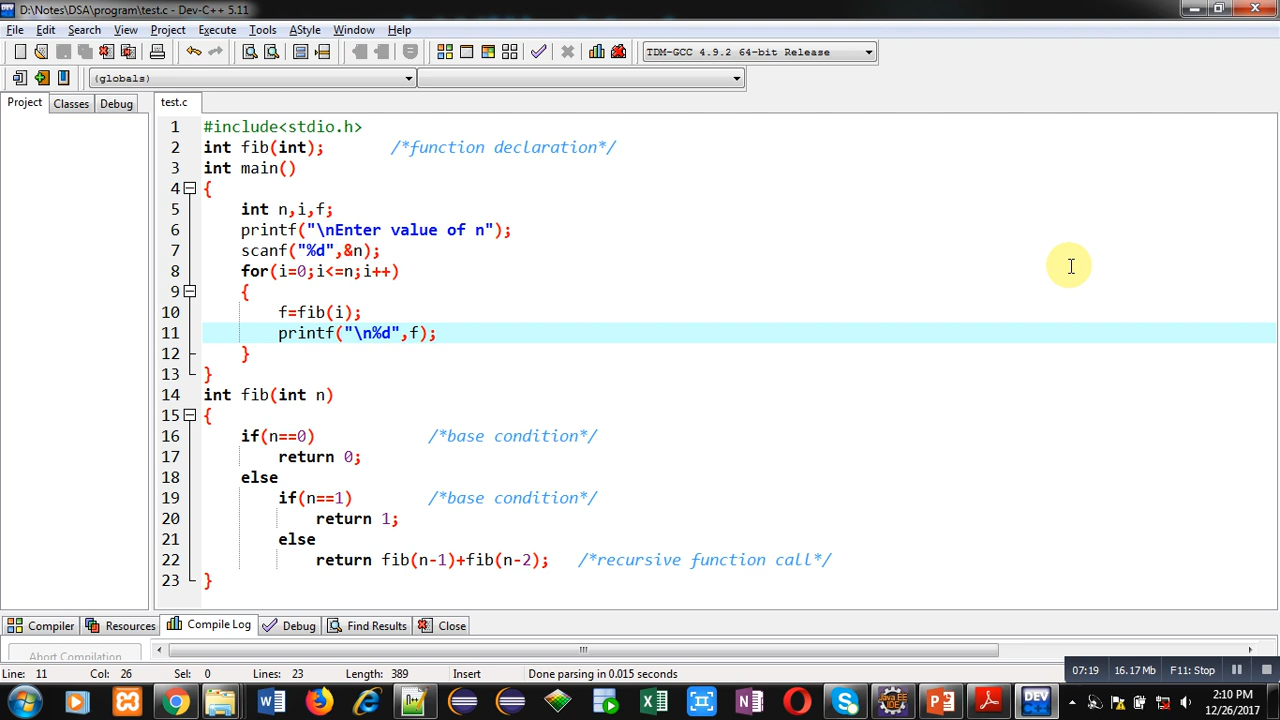 D:\Notes\DSA\program\test.c - Dev-C++ 5.11
File Edit Search View Project Execute Tools AStyle Window Help
TDM-GCC 4.9.2 64-bit Release
(globals)
Project Classes Debug test.c
1 #include<stdio.h>
2 int fib(int); /*function declaration*/
3 int main()
4 {
5 int n,i,f;
6 printf("\nEnter value of n");
7 scanf("%d",&n);
8 for(i=0;i<=n;i++)
9 {
10 f=fib(i);
11 printf("\n%d",f);
12 }
13 }
14 int fib(int n)
15 {
16 if(n==0) /*base condition*/
17 return 0;
18 else
19 if(n==1) /*base condition*/
20 return 1;
21 else
22 return fib(n-1)+fib(n-2); /*recursive function call*/
23 }
Compiler Resources Compile Log Debug Find Results Close
Abort Compilation
Line: 11 Col: 26 Sel: 0 Lines: 23 Length: 389 Insert Done parsing in 0.015 seconds
07:19 16.17 Mb F11: Stop
DEV
2:10 PM
12/26/2017